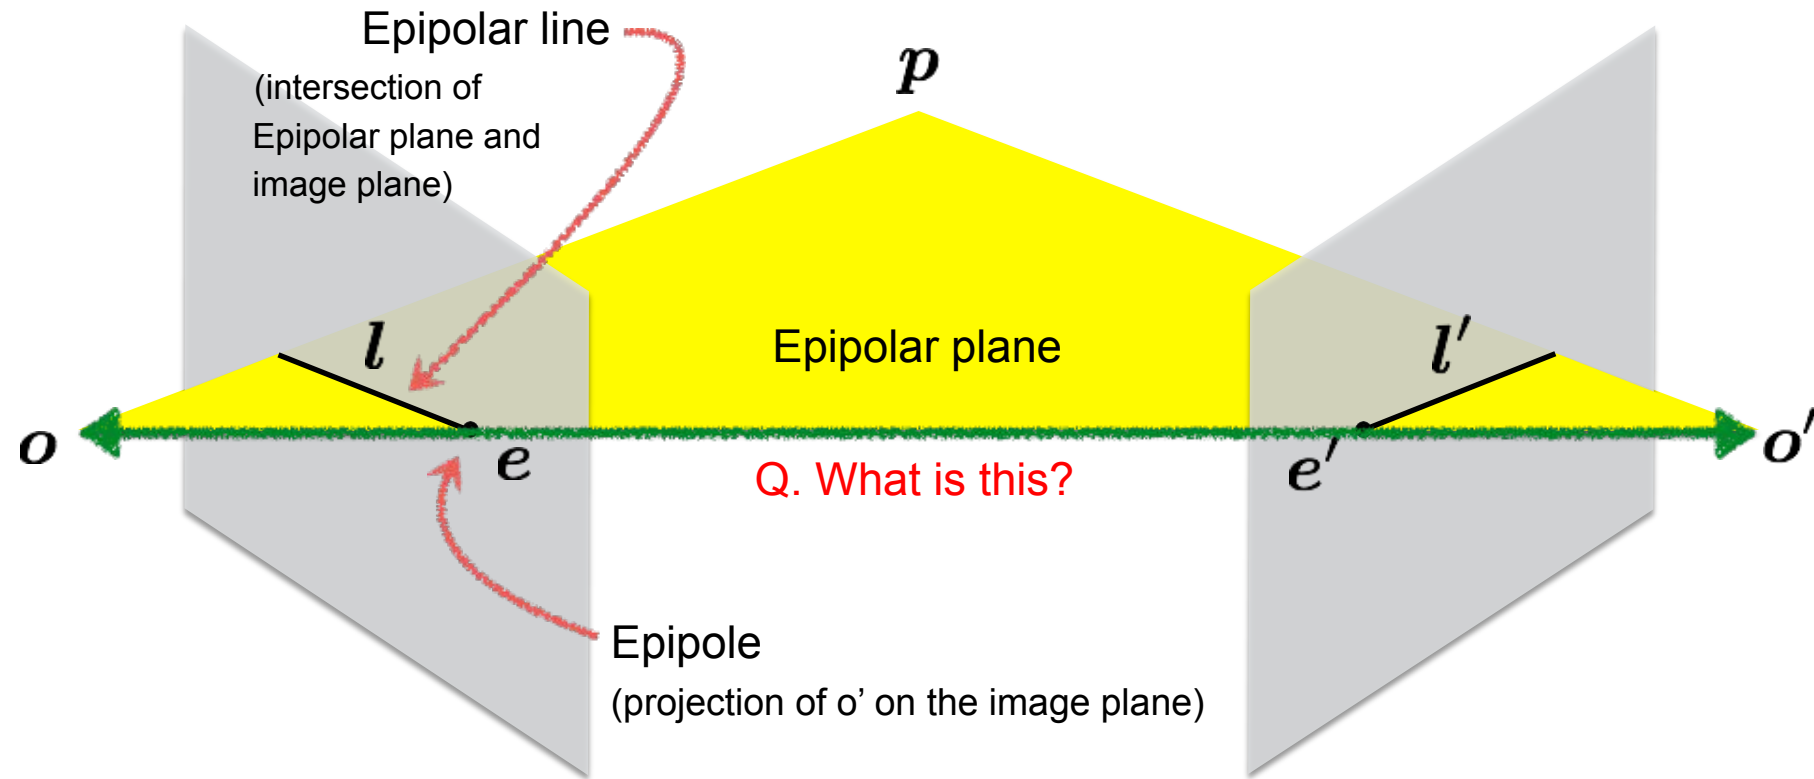 Epipolar line
(intersection of
Epipolar plane and
image plane)
p
l
Epipolar plane
l′
o
e
Q. What is this?
e′
o′
Epipole
(projection of o’ on the image plane)